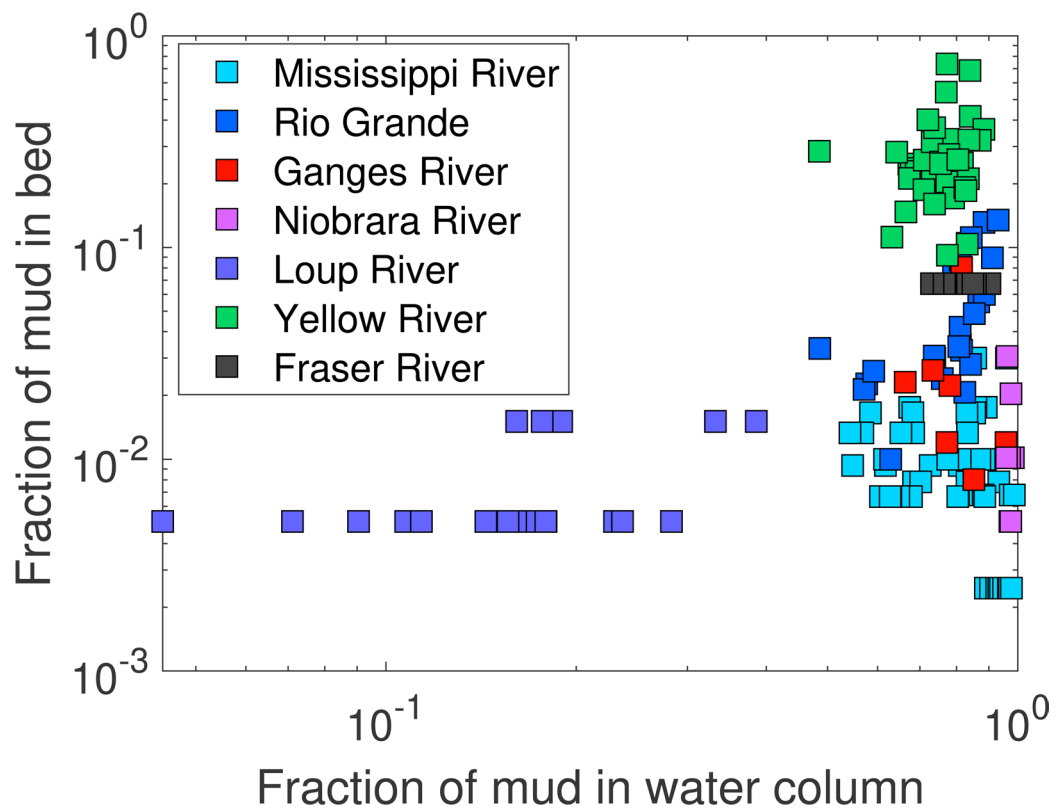 10^0
10^-1
10^-2
10^-3
Fraction of mud in bed
Mississippi River
Rio Grande
Ganges River
Niobrara River
Loup River
Yellow River
Fraser River
10^-1
10^0
Fraction of mud in water column